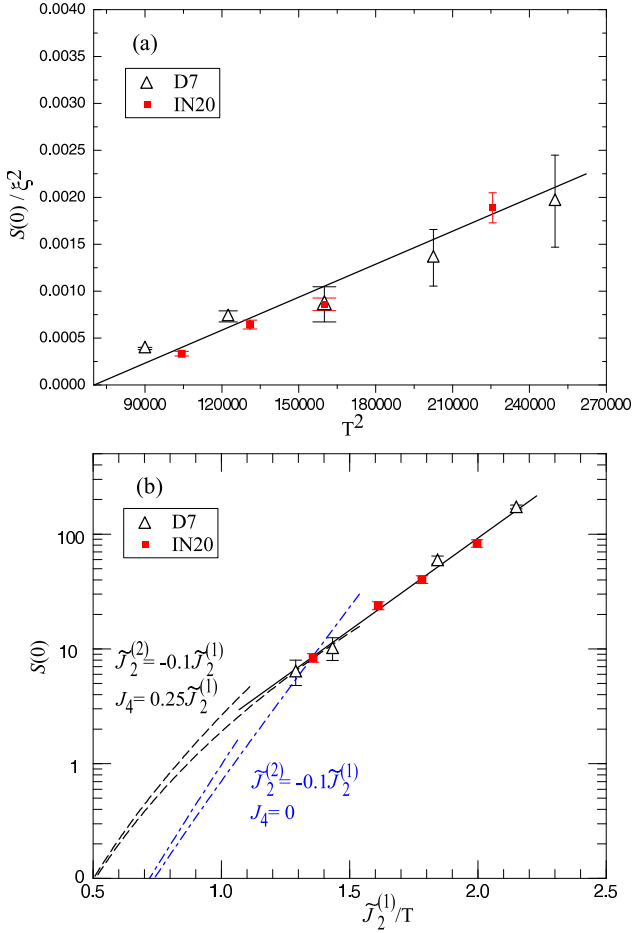 0.0040
(a)
0.0035
D7
IN20
0.0030
0.0025
S(0) / ξ²
0.0020
0.0015
0.0010
0.0005
0.0000
90000 120000 150000 180000 210000 240000 270000
T²
(b)
D7
IN20
100
S(0)
10
J̃₂⁽²⁾= -0.1J̃₂⁽¹⁾
J₄= 0.25J̃₂⁽¹⁾
1
J̃₂⁽²⁾= -0.1J̃₂⁽¹⁾
J₄= 0
0
0.5 1.0 1.5 2.0 2.5
J̃₂⁽¹⁾/T